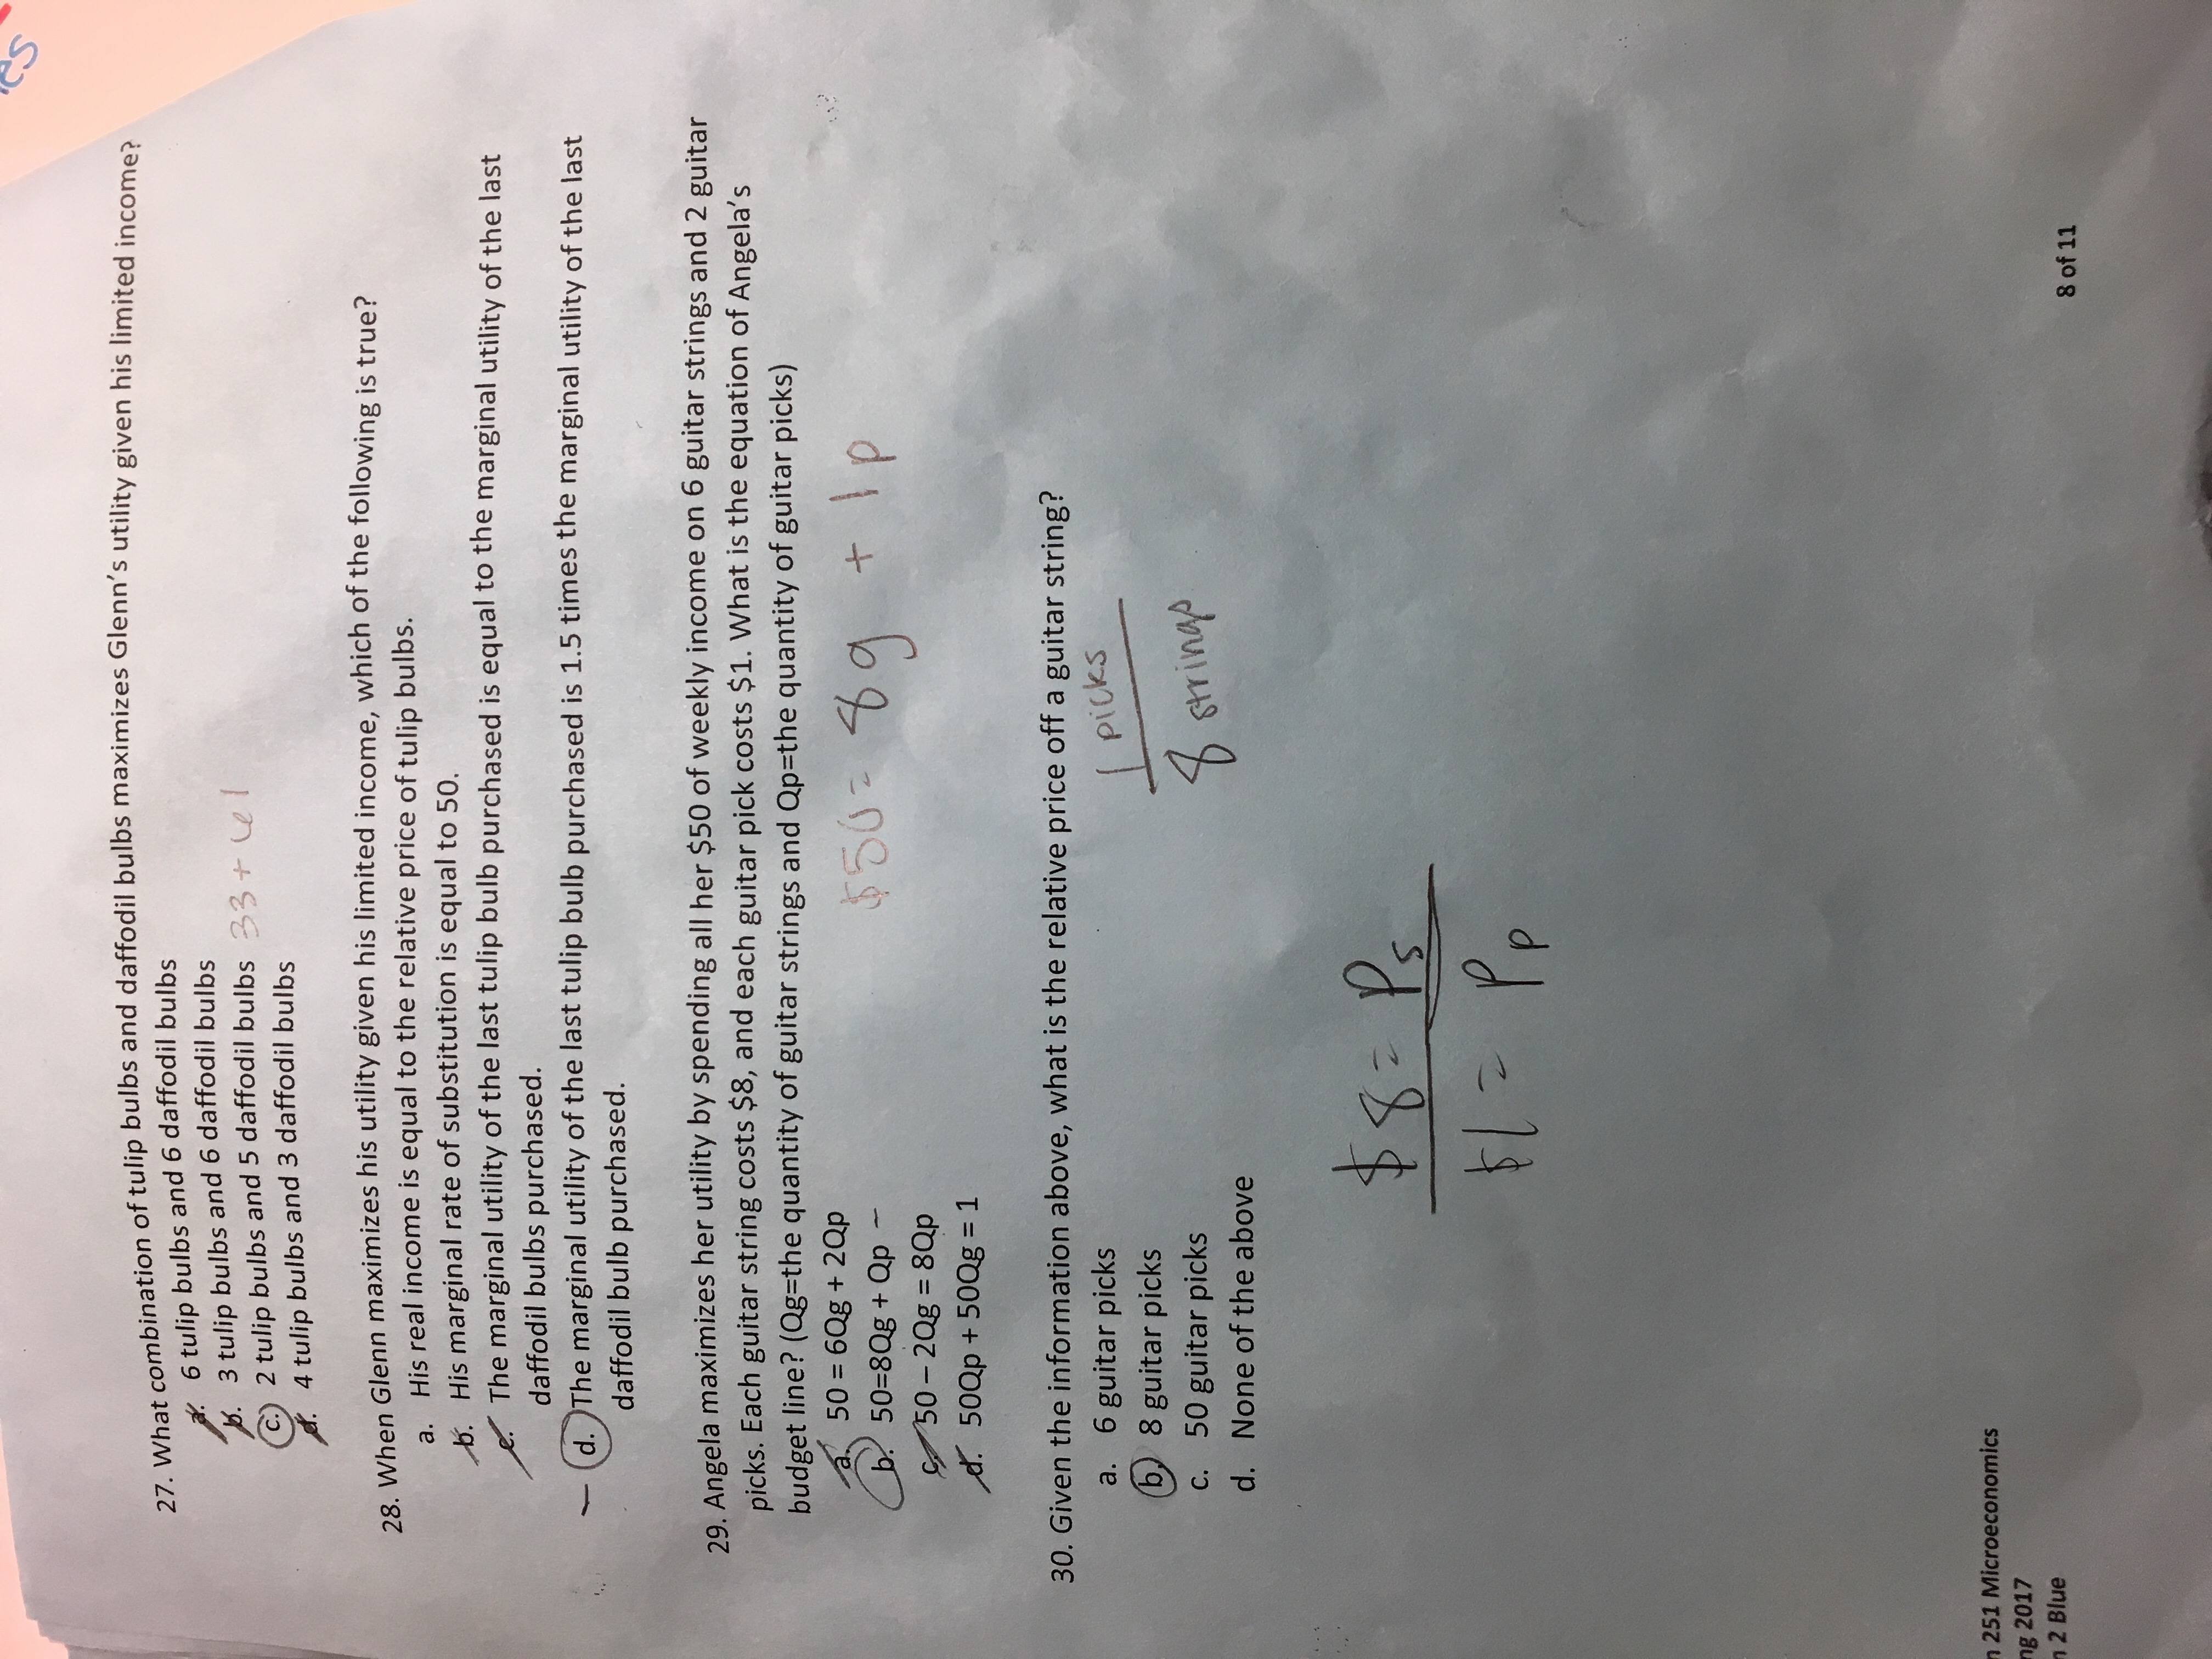 es
27. What combination of tulip bulbs and daffodil bulbs maximizes Glenn's utility given his limited income?
a. 6 tulip bulbs and 6 daffodil bulbs
b. 3 tulip bulbs and 6 daffodil bulbs
c. 2 tulip bulbs and 5 daffodil bulbs 33 + 61
d. 4 tulip bulbs and 3 daffodil bulbs
28. When Glenn maximizes his utility given his limited income, which of the following is true?
a. His real income is equal to the relative price of tulip bulbs.
b. His marginal rate of substitution is equal to 50.
c. The marginal utility of the last tulip bulb purchased is equal to the marginal utility of the last
daffodil bulbs purchased.
d. The marginal utility of the last tulip bulb purchased is 1.5 times the marginal utility of the last
daffodil bulb purchased.
29. Angela maximizes her utility by spending all her $50 of weekly income on 6 guitar strings and 2 guitar
picks. Each guitar string costs $8, and each guitar pick costs $1. What is the equation of Angela's
budget line? (Qg=the quantity of guitar strings and Qp=the quantity of guitar picks)
a. 50 = 6Qg + 2Qp
b. 50=8Qg + Qp
c. 50 – 2Qg = 8Qp
d. 50Qp + 50Qg = 1
$50 = 8g + 1p
30. Given the information above, what is the relative price off a guitar string?
a. 6 guitar picks
b. 8 guitar picks
c. 50 guitar picks
d. None of the above
1 picks
8 strings
$8 = Ps
$1 = Pp
n 251 Microeconomics
ng 2017
n 2 Blue
8 of 11